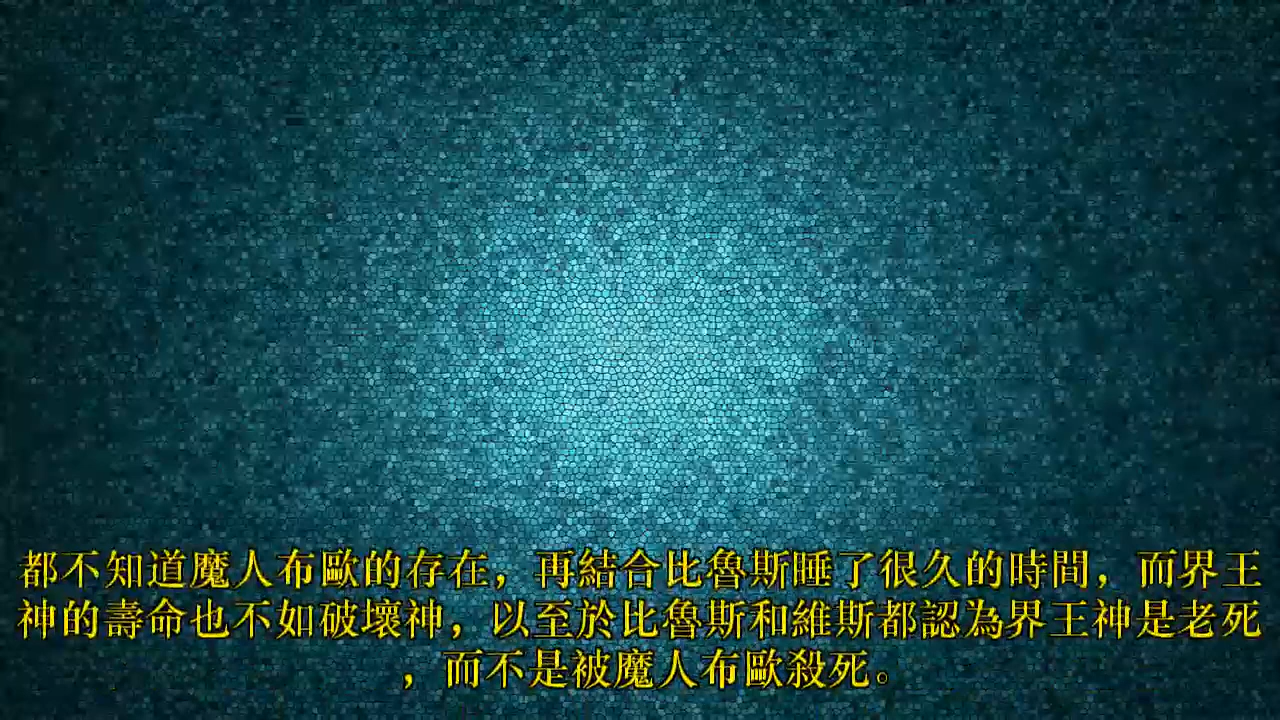 都不知道魔人布歐的存在，再結合比魯斯睡了很久的時間，而界王
神的壽命也不如破壞神，以至於比魯斯和維斯都認為界王神是老死
，而不是被魔人布歐殺死。